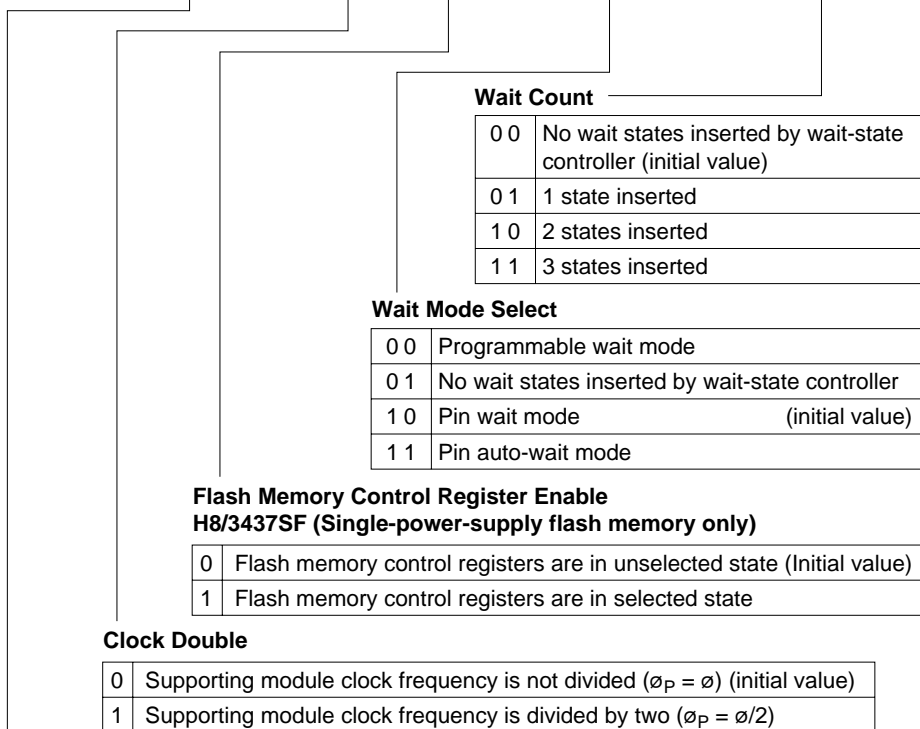 Wait Count
0 0 No wait states inserted by wait-state
controller (initial value)
0 1 1 state inserted
1 0 2 states inserted
1 1 3 states inserted
Wait Mode Select
0 0 Programmable wait mode
0 1 No wait states inserted by wait-state controller
1 0 Pin wait mode (initial value)
1 1 Pin auto-wait mode
Flash Memory Control Register Enable
H8/3437SF (Single-power-supply flash memory only)
0 Flash memory control registers are in unselected state (Initial value)
1 Flash memory control registers are in selected state
Clock Double
0 Supporting module clock frequency is not divided (øP = ø) (initial value)
1 Supporting module clock frequency is divided by two (øP = ø/2)